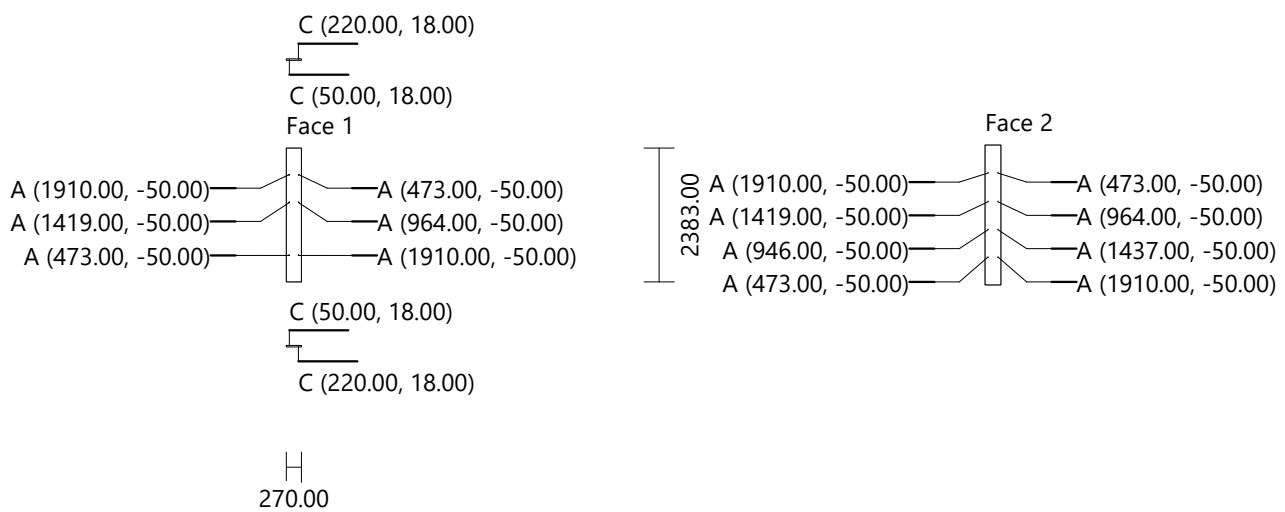 C (220.00, 18.00)
C (50.00, 18.00)
Face 1
A (1910.00, -50.00)
A (473.00, -50.00)
A (1419.00, -50.00)
A (964.00, -50.00)
A (473.00, -50.00)
A (1910.00, -50.00)
C (50.00, 18.00)
C (220.00, 18.00)
270.00
2383.00
Face 2
A (1910.00, -50.00)
A (473.00, -50.00)
A (1419.00, -50.00)
A (964.00, -50.00)
A (946.00, -50.00)
A (1437.00, -50.00)
A (473.00, -50.00)
A (1910.00, -50.00)